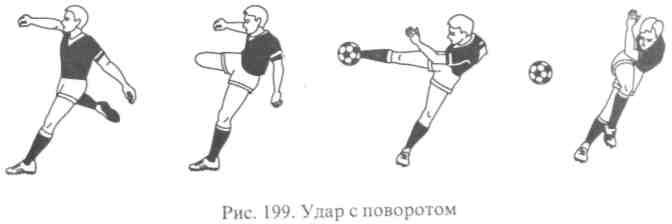 Рис. 199. Удар с поворотом